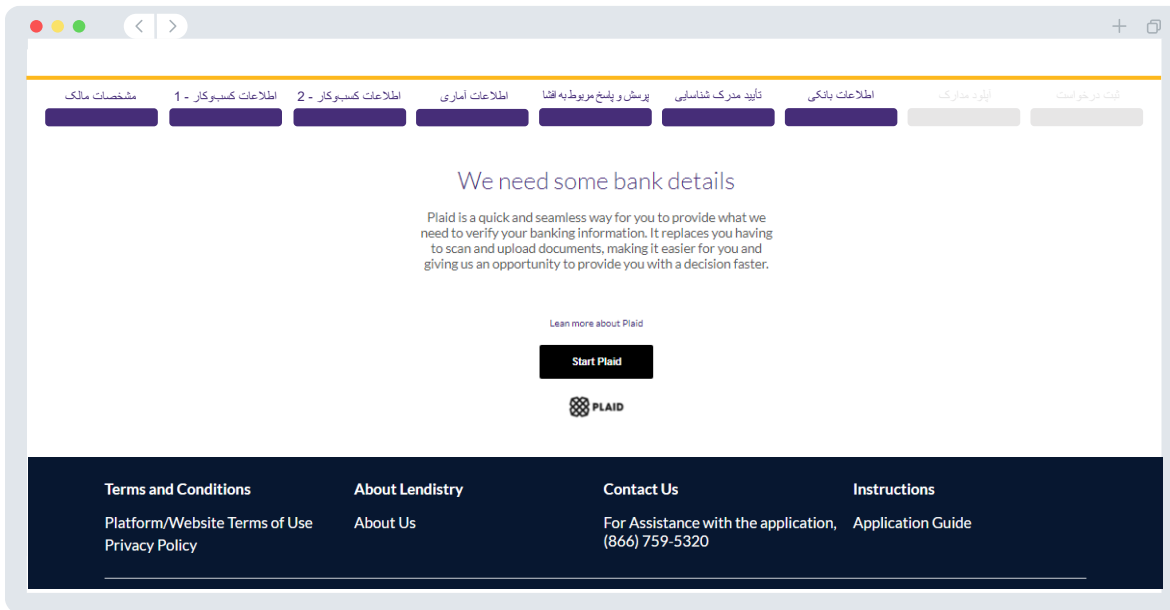 مشخصات مالک
اطلاعات کسب‌وکار - 1
اطلاعات کسب‌وکار - 2
اطلاعات آماری
پرسش و پاسخ مربوط به افشا
تأیید مدرک شناسایی
اطلاعات بانکی
اپلود مدارک
ثبت درخواست
We need some bank details
Plaid is a quick and seamless way for you to provide what we
need to verify your banking information. It replaces you having
to scan and upload documents, making it easier for you and
giving us an opportunity to provide you with a decision faster.
Lean more about Plaid
Start Plaid
PLAID
Terms and Conditions
Platform/Website Terms of Use
Privacy Policy
About Lendistry
About Us
Contact Us
For Assistance with the application,
(866) 759-5320
Instructions
Application Guide